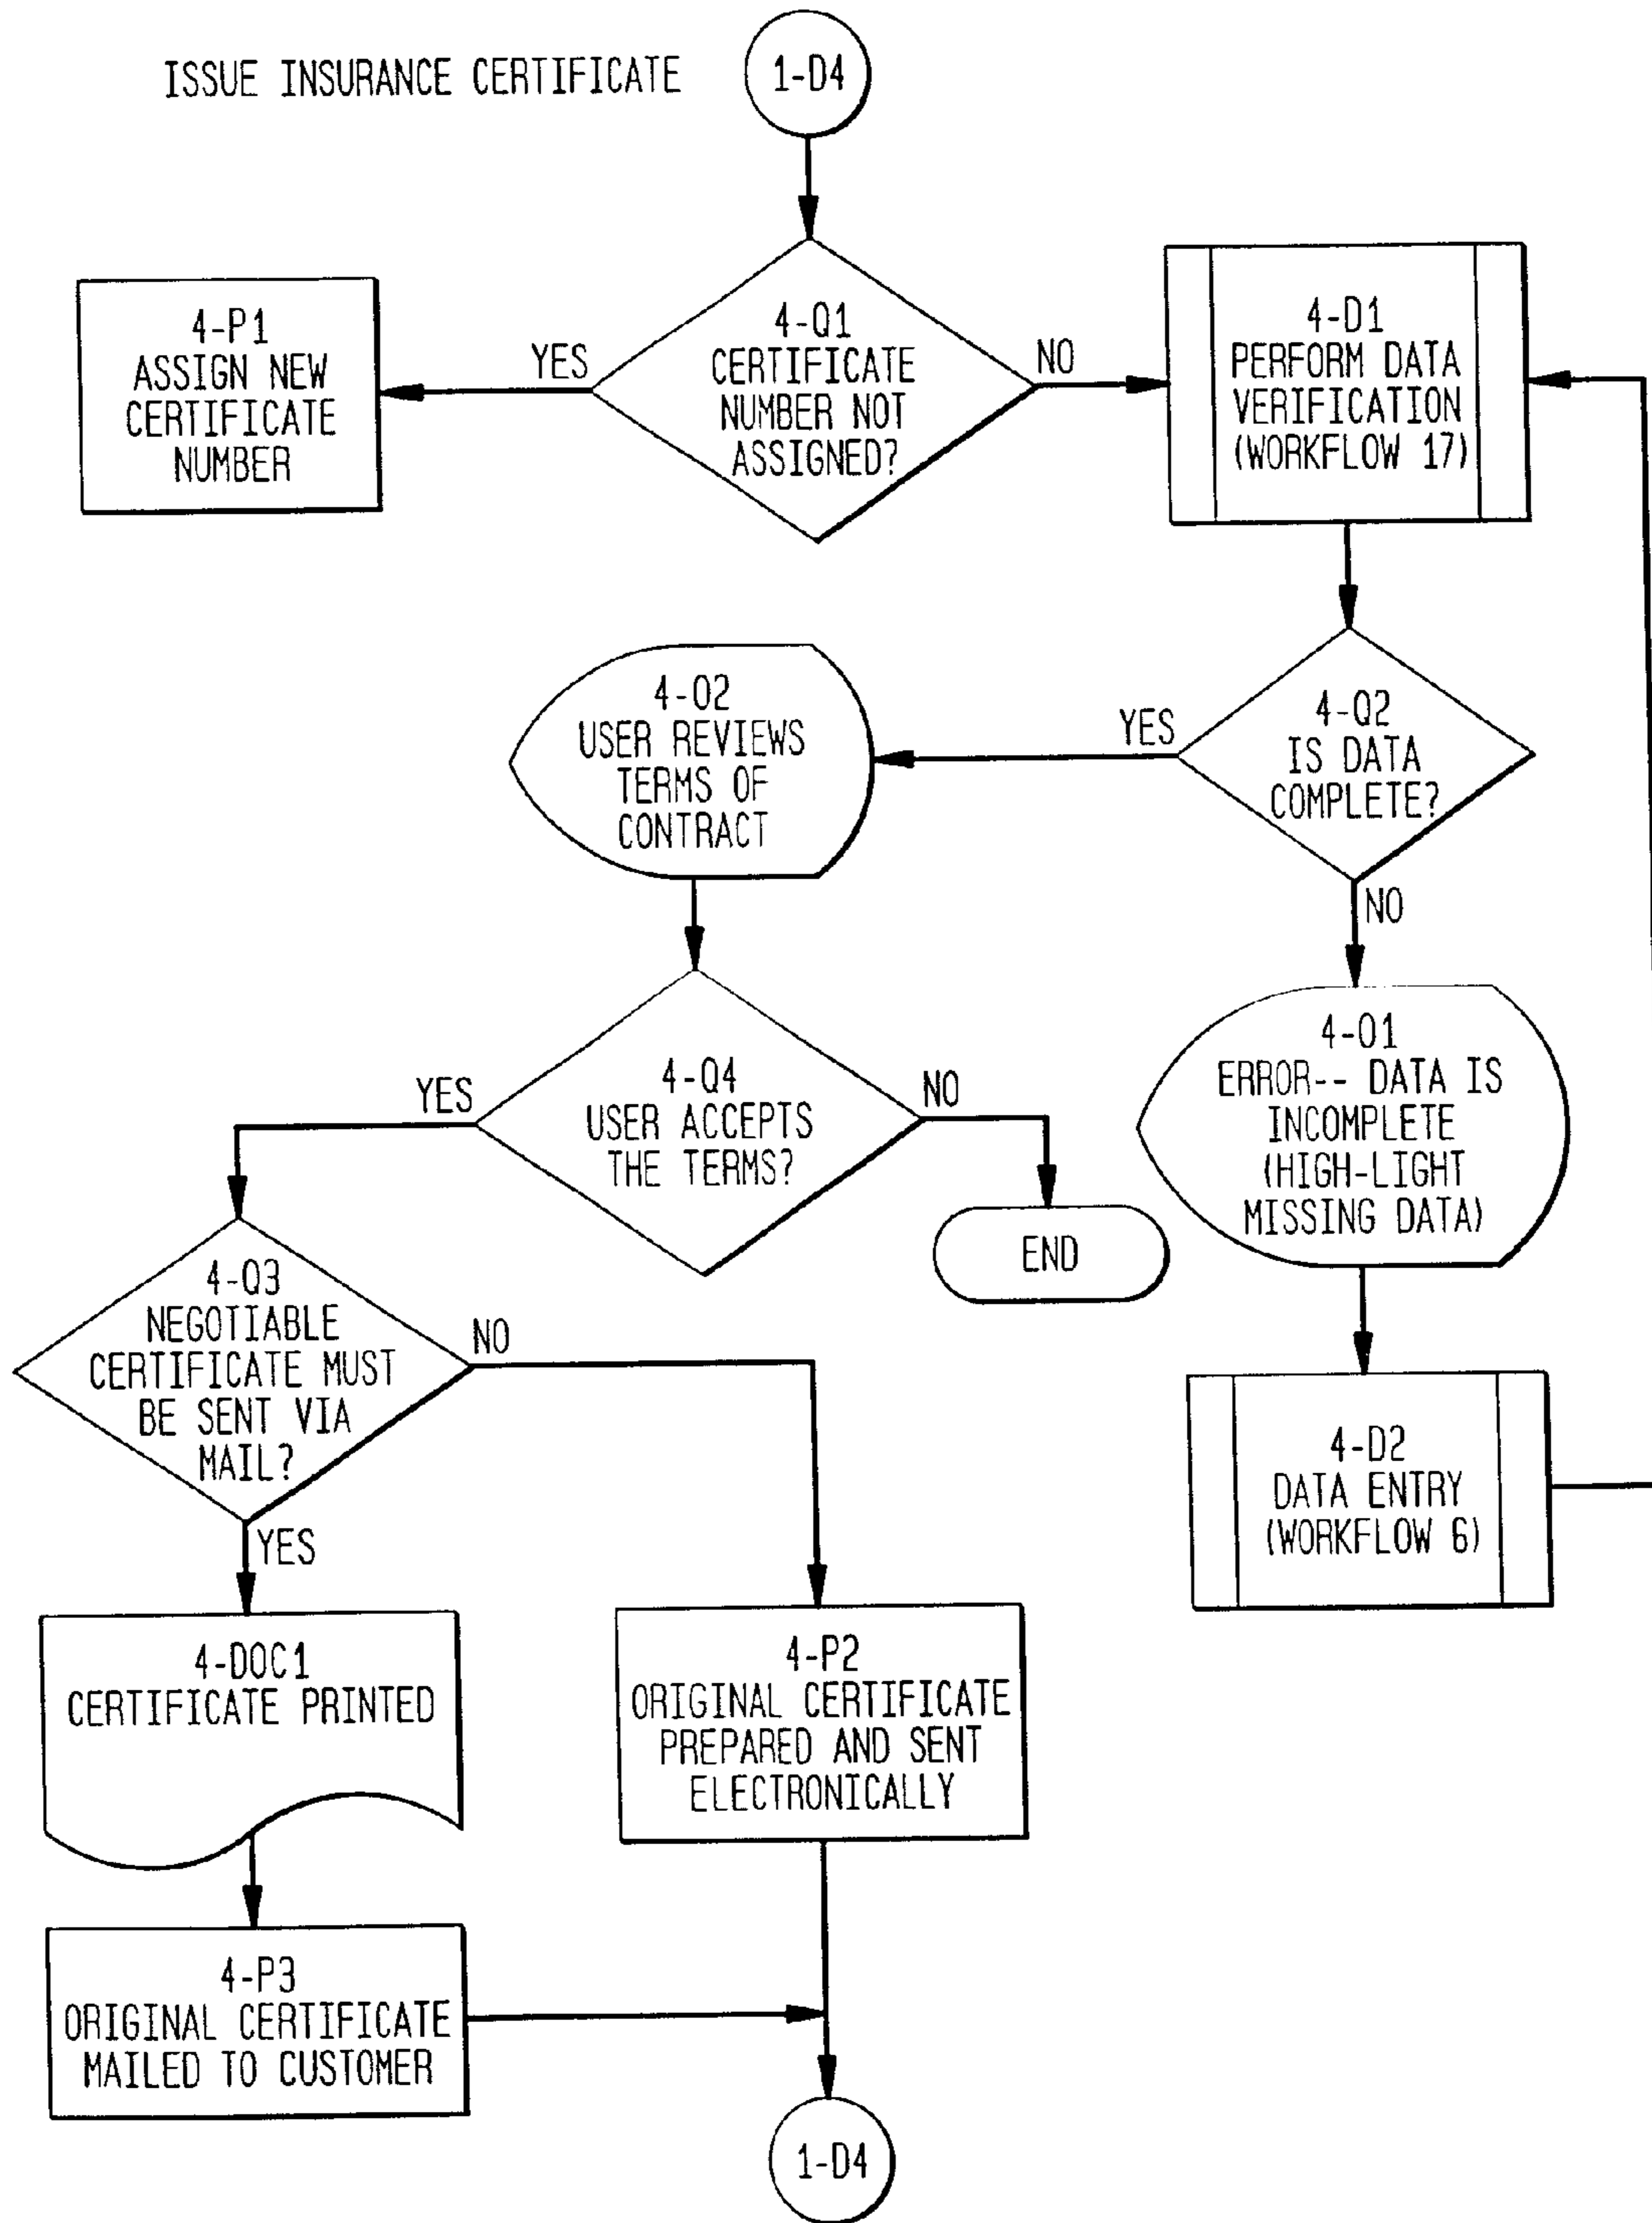 ISSUE INSURANCE CERTIFICATE
1-D4
4-P1
ASSIGN NEW
CERTIFICATE
NUMBER
YES
4-Q1
CERTIFICATE
NUMBER NOT
ASSIGNED?
NO
4-D1
PERFORM DATA
VERIFICATION
(WORKFLOW 17)
4-O2
USER REVIEWS
TERMS OF
CONTRACT
YES
4-Q2
IS DATA
COMPLETE?
NO
4-O1
ERROR-- DATA IS
INCOMPLETE
(HIGH-LIGHT
MISSING DATA)
YES
4-Q4
USER ACCEPTS
THE TERMS?
NO
END
4-Q3
NEGOTIABLE
CERTIFICATE MUST
BE SENT VIA
MAIL?
NO
YES
4-D2
DATA ENTRY
(WORKFLOW 6)
4-DOC1
CERTIFICATE PRINTED
4-P2
ORIGINAL CERTIFICATE
PREPARED AND SENT
ELECTRONICALLY
4-P3
ORIGINAL CERTIFICATE
MAILED TO CUSTOMER
1-D4